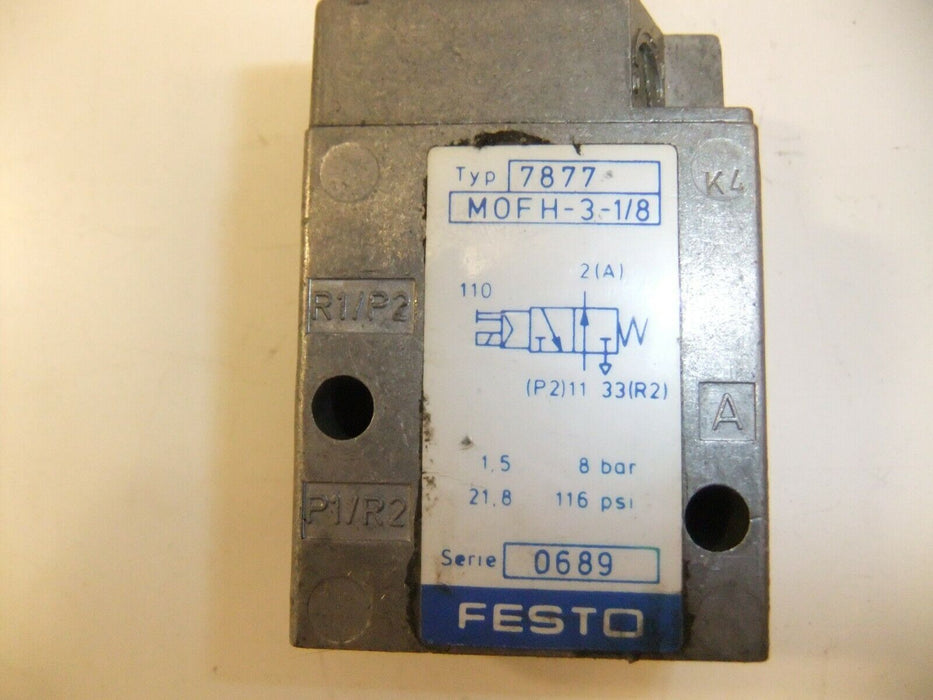 Typ 7877
MOFH-3-1/8
K4
2(A)
110
R1/P2
(P2)11 33(R2)
A
1,5 8 bar
21,8 116 psi
P1/R2
Serie 0689
FESTO